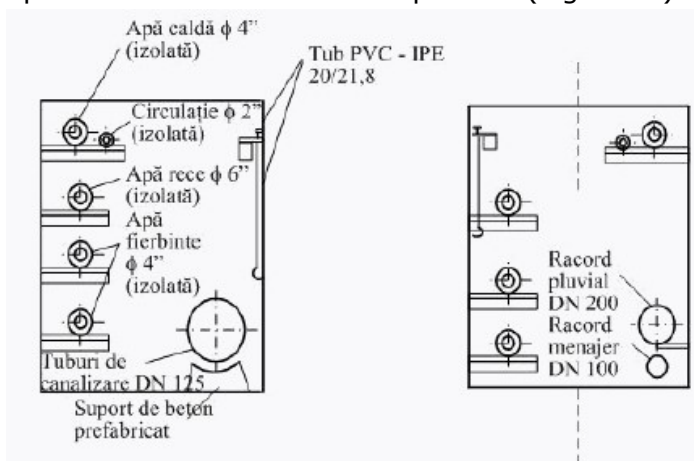 Apă caldă ϕ 4”
(izolată)
Tub PVC - IPE
20/21,8
Circulație ϕ 2”
(izolată)
Apă rece ϕ 6”
(izolată)
Apă
fierbinte
ϕ 4”
(izolată)
Tuburi de
canalizare DN 125
Suport de beton
prefabricat
Racord
pluvial
DN 200
Racord
menajer
DN 100